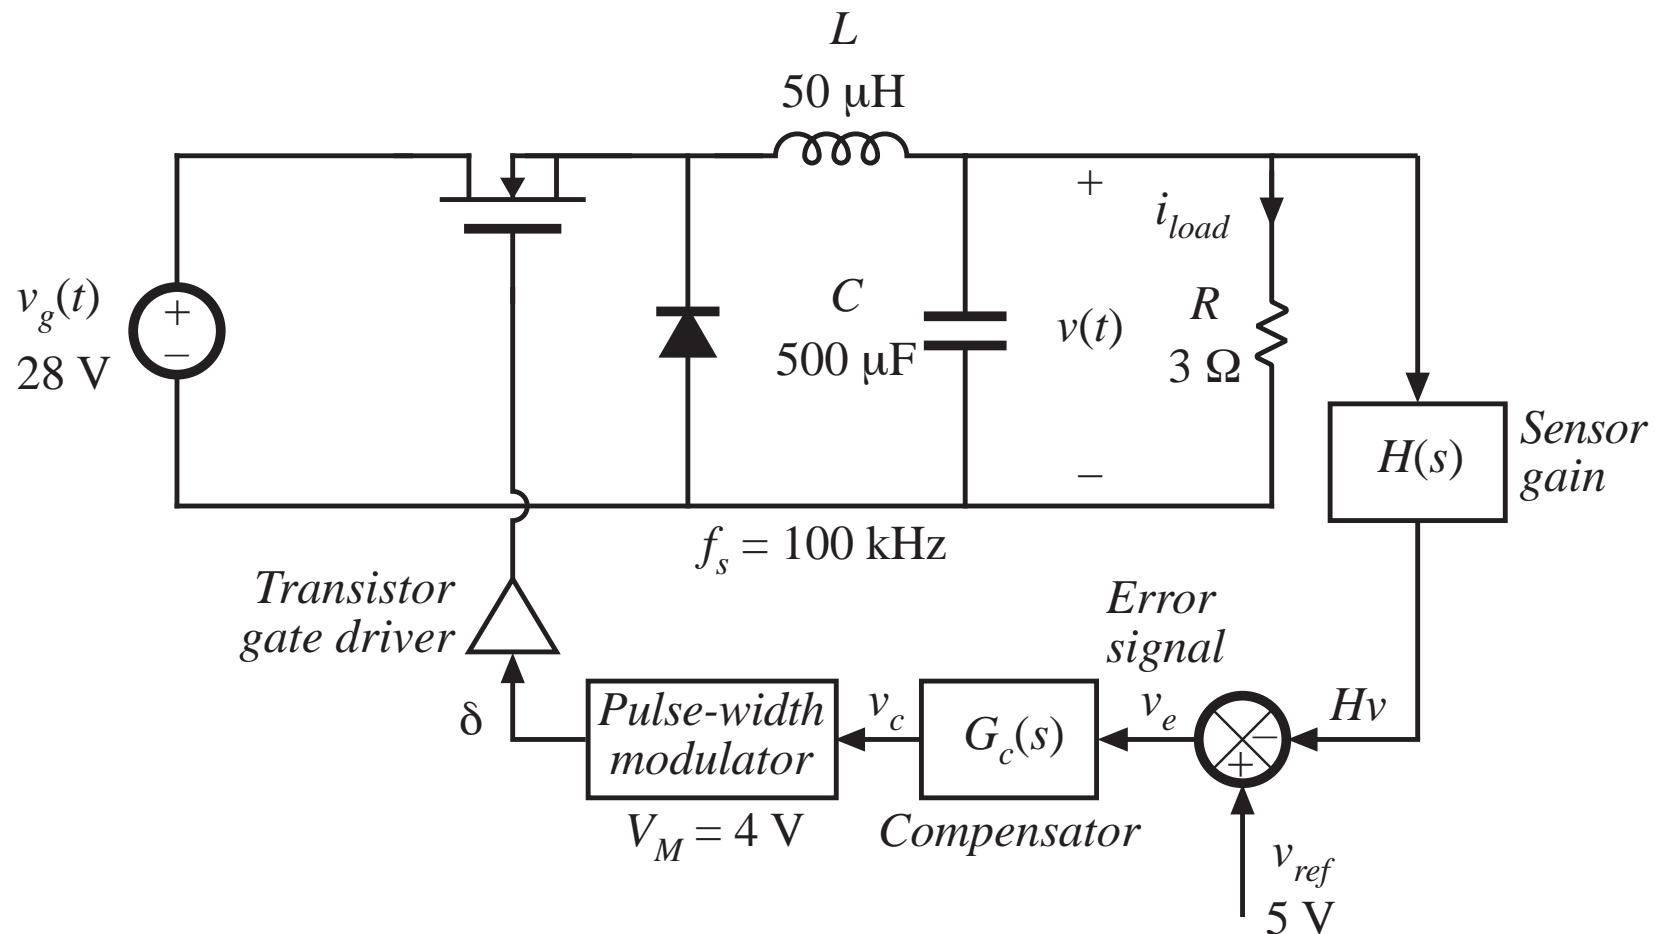 L
50 μH
v_g(t)
28 V
+
−
C
500 μF
+
v(t)
−
i_load
R
3 Ω
H(s)
Sensor
gain
f_s = 100 kHz
Transistor
gate driver
δ
Pulse-width
modulator
V_M = 4 V
v_c
G_c(s)
Compensator
Error
signal
v_e
−
+
Hv
v_ref
5 V